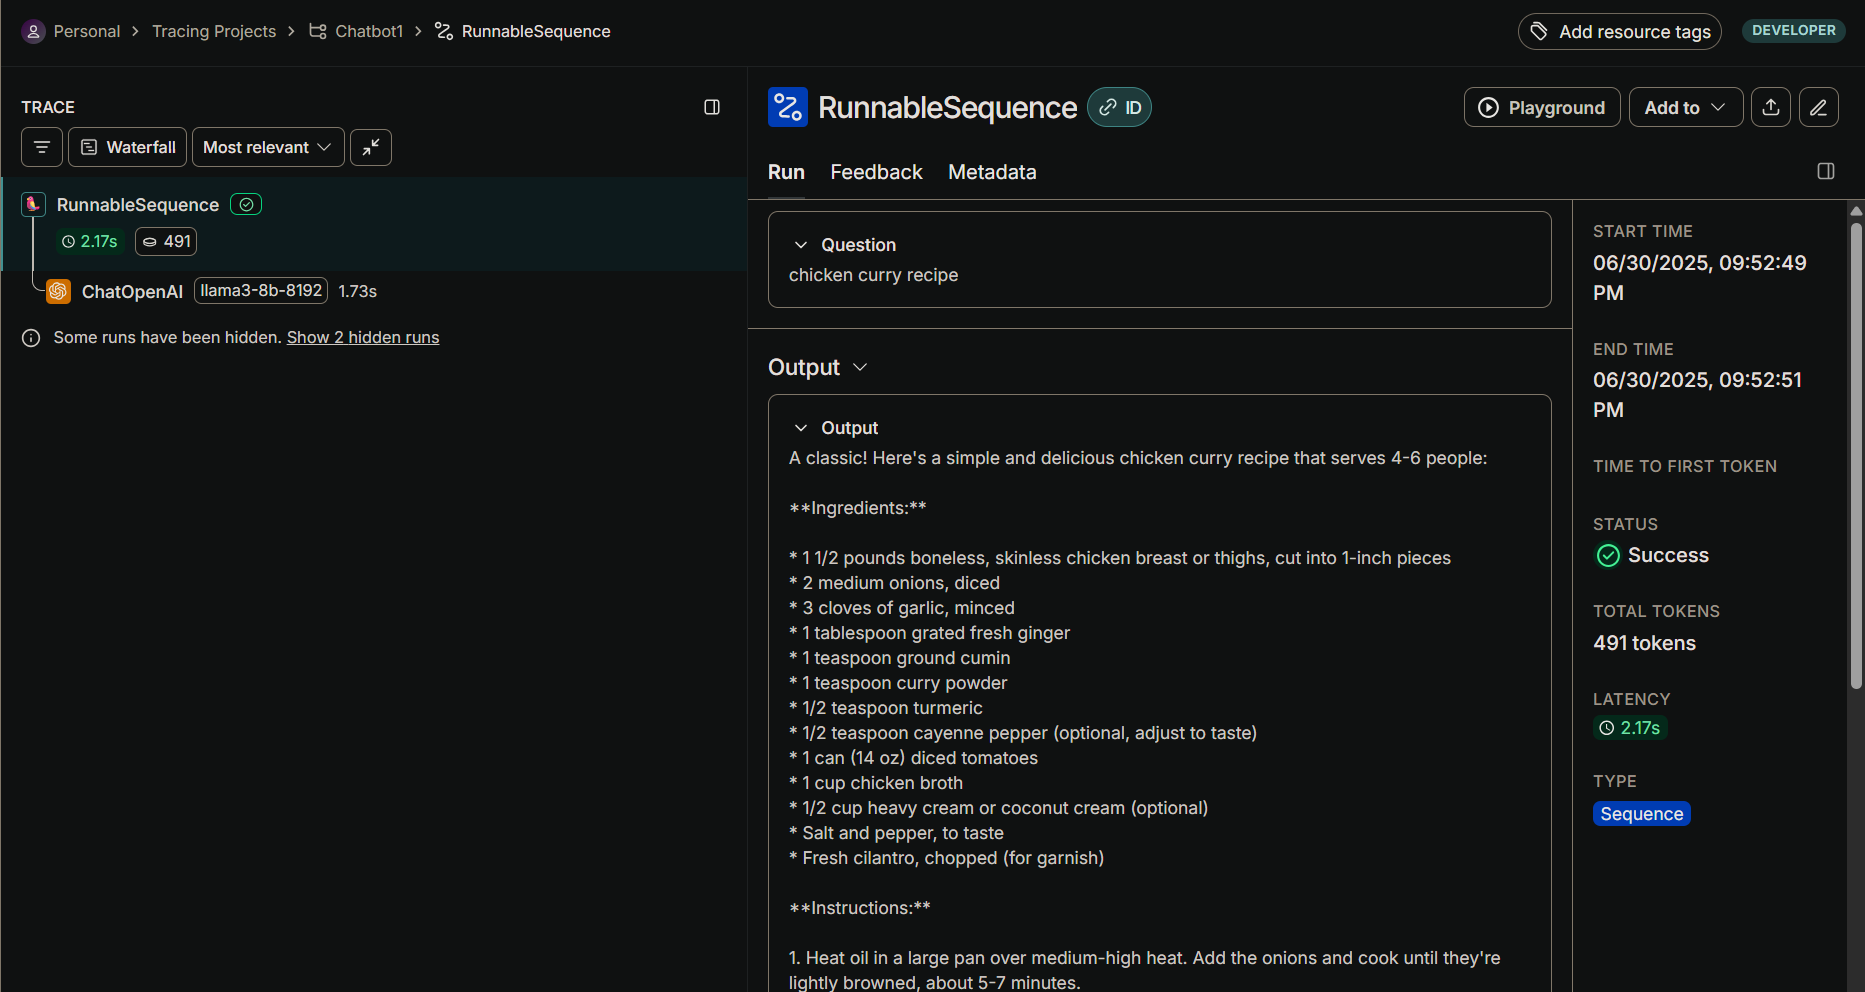 Personal > Tracing Projects > Chatbot1 > RunnableSequence
Add resource tags
DEVELOPER
TRACE
Waterfall
Most relevant
RunnableSequence
2.17s
491
ChatOpenAI llama3-8b-8192 1.73s
Some runs have been hidden. Show 2 hidden runs
RunnableSequence
ID
Playground
Add to
Run
Feedback
Metadata
Question
chicken curry recipe
Output
Output
A classic! Here's a simple and delicious chicken curry recipe that serves 4-6 people:
**Ingredients:**
* 1 1/2 pounds boneless, skinless chicken breast or thighs, cut into 1-inch pieces
* 2 medium onions, diced
* 3 cloves of garlic, minced
* 1 tablespoon grated fresh ginger
* 1 teaspoon ground cumin
* 1 teaspoon curry powder
* 1/2 teaspoon turmeric
* 1/2 teaspoon cayenne pepper (optional, adjust to taste)
* 1 can (14 oz) diced tomatoes
* 1 cup chicken broth
* 1/2 cup heavy cream or coconut cream (optional)
* Salt and pepper, to taste
* Fresh cilantro, chopped (for garnish)
**Instructions:**
1. Heat oil in a large pan over medium-high heat. Add the onions and cook until they're
lightly browned, about 5-7 minutes.
START TIME
06/30/2025, 09:52:49
PM
END TIME
06/30/2025, 09:52:51
PM
TIME TO FIRST TOKEN
STATUS
Success
TOTAL TOKENS
491 tokens
LATENCY
2.17s
TYPE
Sequence